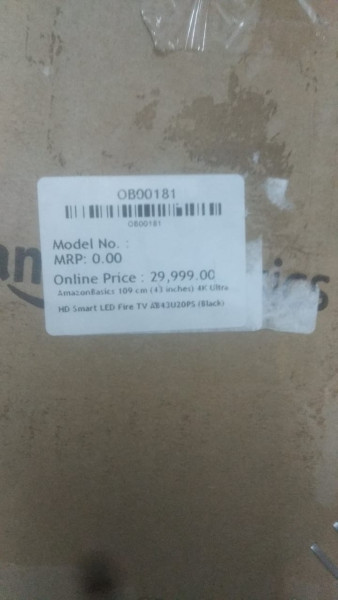 OB00181
OB00181
Model No. :
MRP: 0.00
Online Price : 29,999.00
AmazonBasics 109 cm (43 inches) 4K Ultra
HD Smart LED Fire TV AB43U20PS (Black)